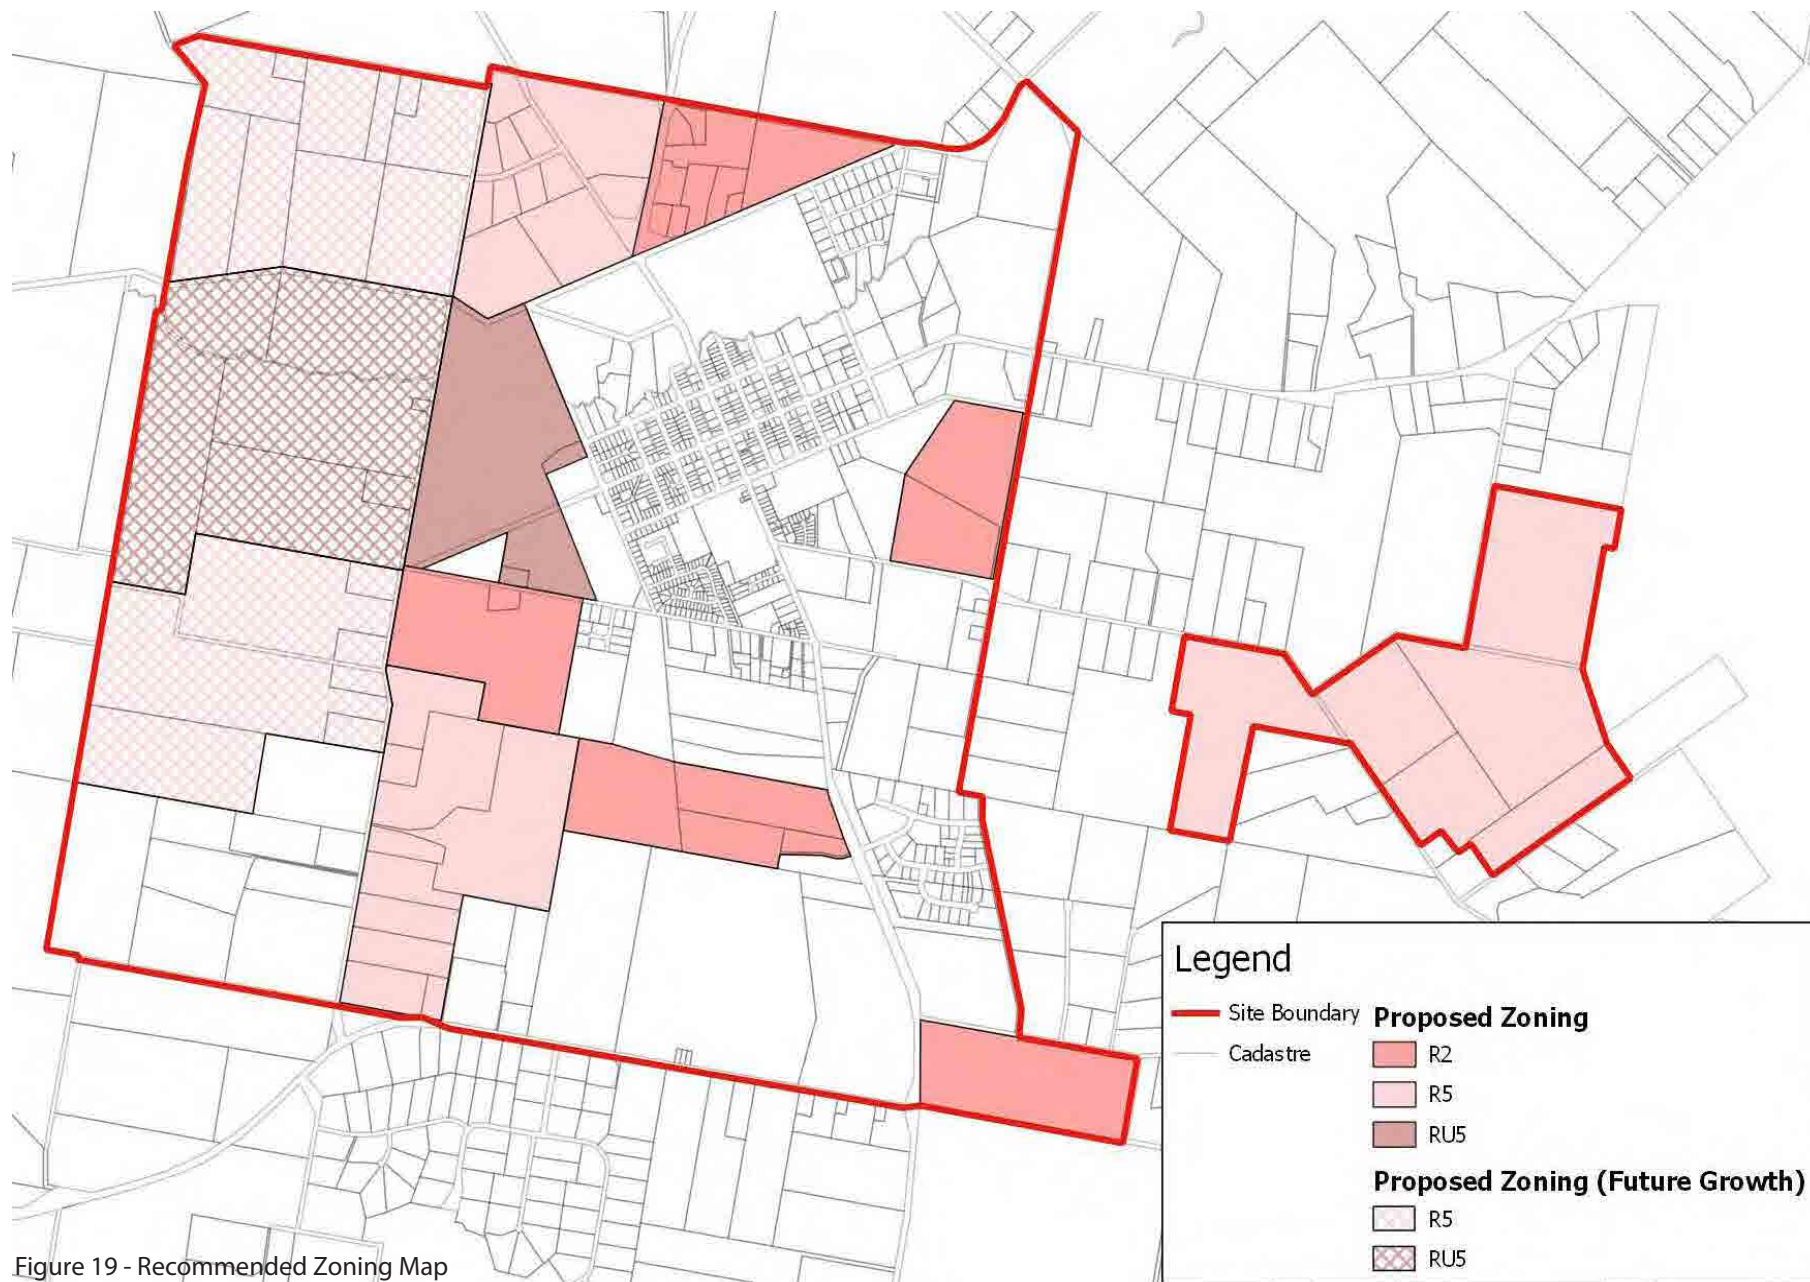 Legend
Site Boundary
Cadastre
Proposed Zoning
R2
R5
RU5
Proposed Zoning (Future Growth)
R5
RU5
Figure 19 - Recommended Zoning Map